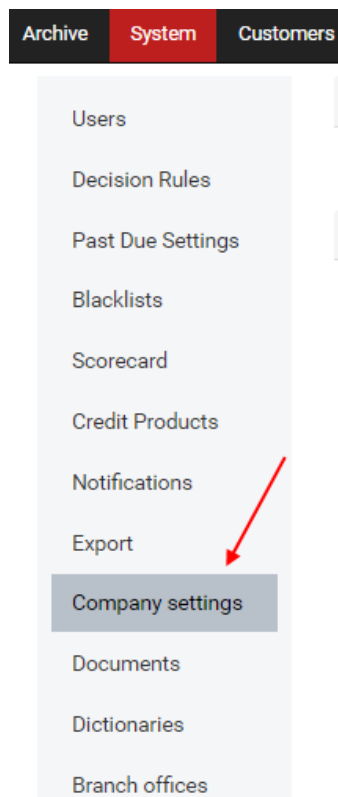 Archive System Customers
Users
Decision Rules
Past Due Settings
Blacklists
Scorecard
Credit Products
Notifications
Export
Company settings
Documents
Dictionaries
Branch offices